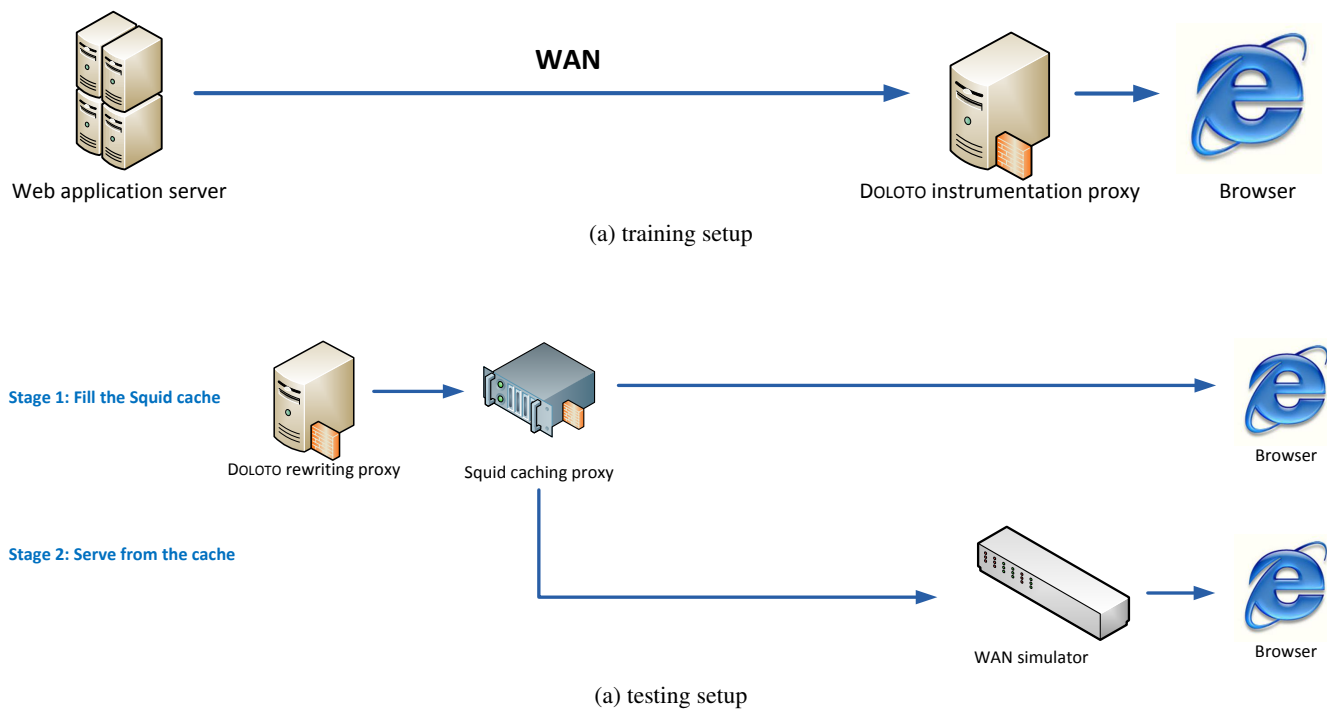 WAN
Web application server
DOLOTO instrumentation proxy
Browser
(a) training setup
Stage 1: Fill the Squid cache
DOLOTO rewriting proxy
Squid caching proxy
Browser
Stage 2: Serve from the cache
WAN simulator
Browser
(a) testing setup